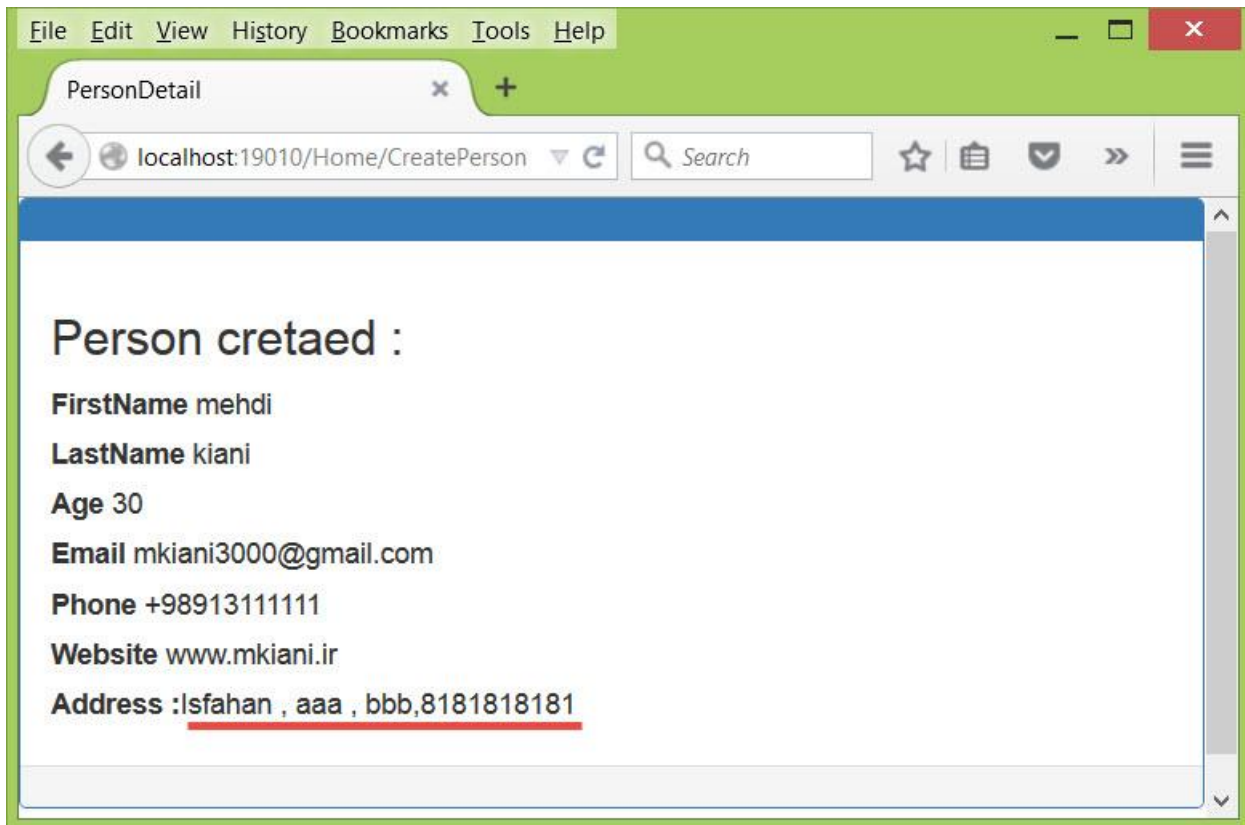 File Edit View History Bookmarks Tools Help
PersonDetail
localhost:19010/Home/CreatePerson Search
Person cretaed :
FirstName mehdi
LastName kiani
Age 30
Email mkiani3000@gmail.com
Phone +98913111111
Website www.mkiani.ir
Address :Isfahan , aaa , bbb,8181818181